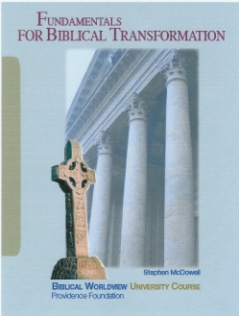 FUNDAMENTALS
FOR BIBLICAL TRANSFORMATION
Stephen McDowell
BIBLICAL WORLDVIEW UNIVERSITY COURSE
Providence Foundation